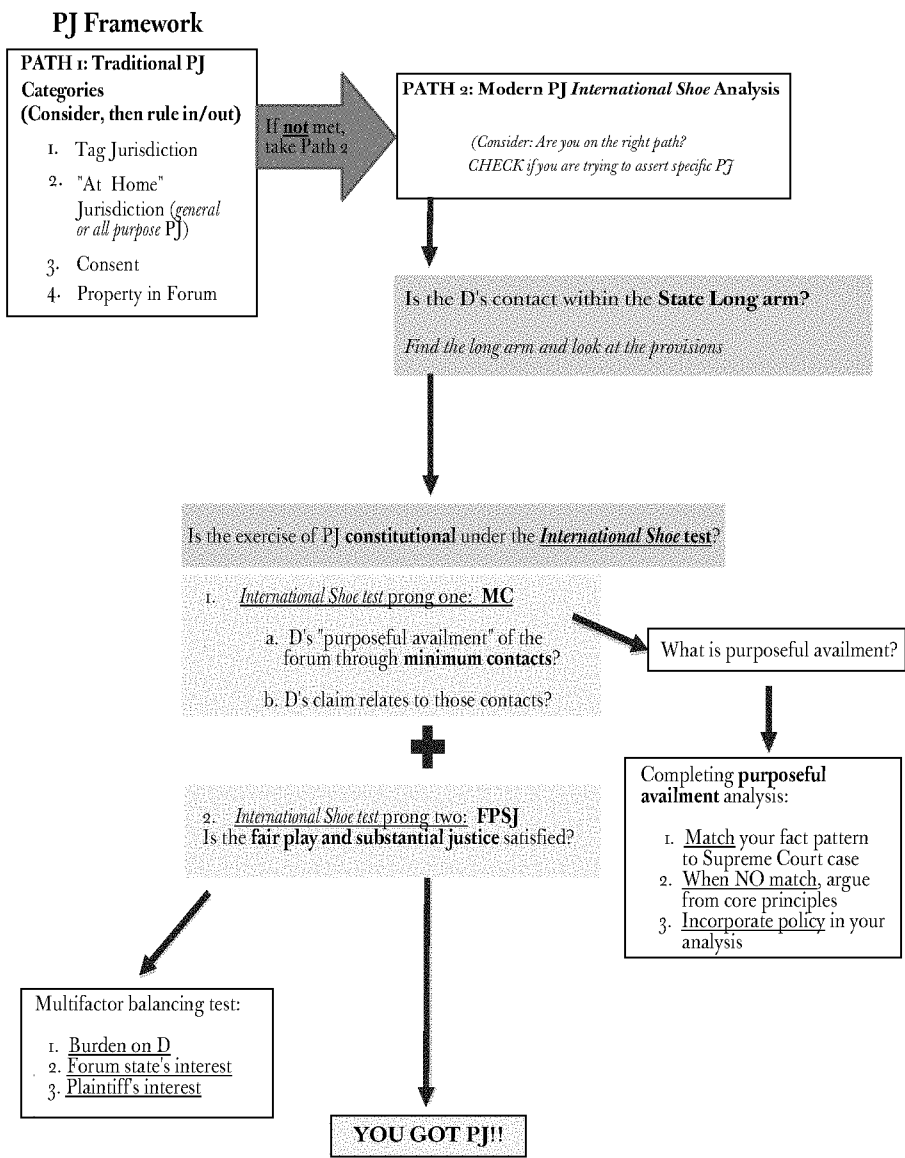 PJ Framework
PATH 1: Traditional PJ
Categories
(Consider, then rule in/out)
1. Tag Jurisdiction
2. "At Home"
Jurisdiction (general
or all purpose PJ)
3. Consent
4. Property in Forum
If not met,
take Path 2
PATH 2: Modern PJ International Shoe Analysis
(Consider: Are you on the right path?
CHECK if you are trying to assert specific PJ
Is the D's contact within the State Long arm?
Find the long arm and look at the provisions
Is the exercise of PJ constitutional under the International Shoe test?
1. International Shoe test prong one: MC
a. D's "purposeful availment" of the
forum through minimum contacts?
b. D's claim relates to those contacts?
What is purposeful availment?
Completing purposeful
availment analysis:
1. Match your fact pattern
to Supreme Court case
2. When NO match, argue
from core principles
3. Incorporate policy in your
analysis
2. International Shoe test prong two: FPSJ
Is the fair play and substantial justice satisfied?
Multifactor balancing test:
1. Burden on D
2. Forum state's interest
3. Plaintiff's interest
YOU GOT PJ!!